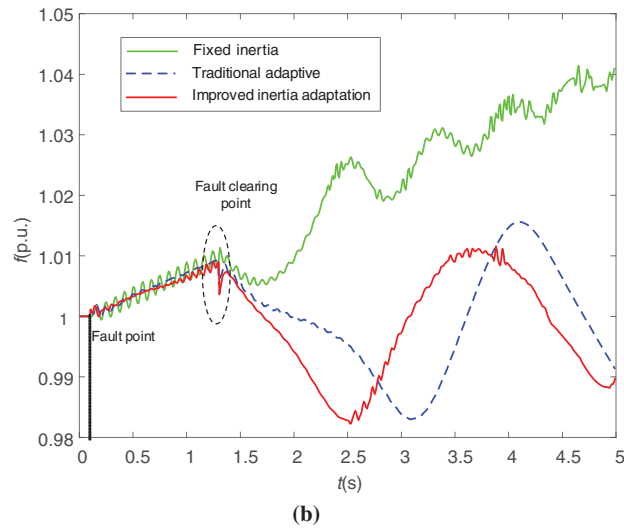 1.05
Fixed inertia
Traditional adaptive
Improved inertia adaptation
1.04
1.03
1.02
Fault clearing
point
f(p.u.)
1.01
1
Fault point
0.99
0.98
0 0.5 1 1.5 2 2.5 3 3.5 4 4.5 5
t(s)
(b)